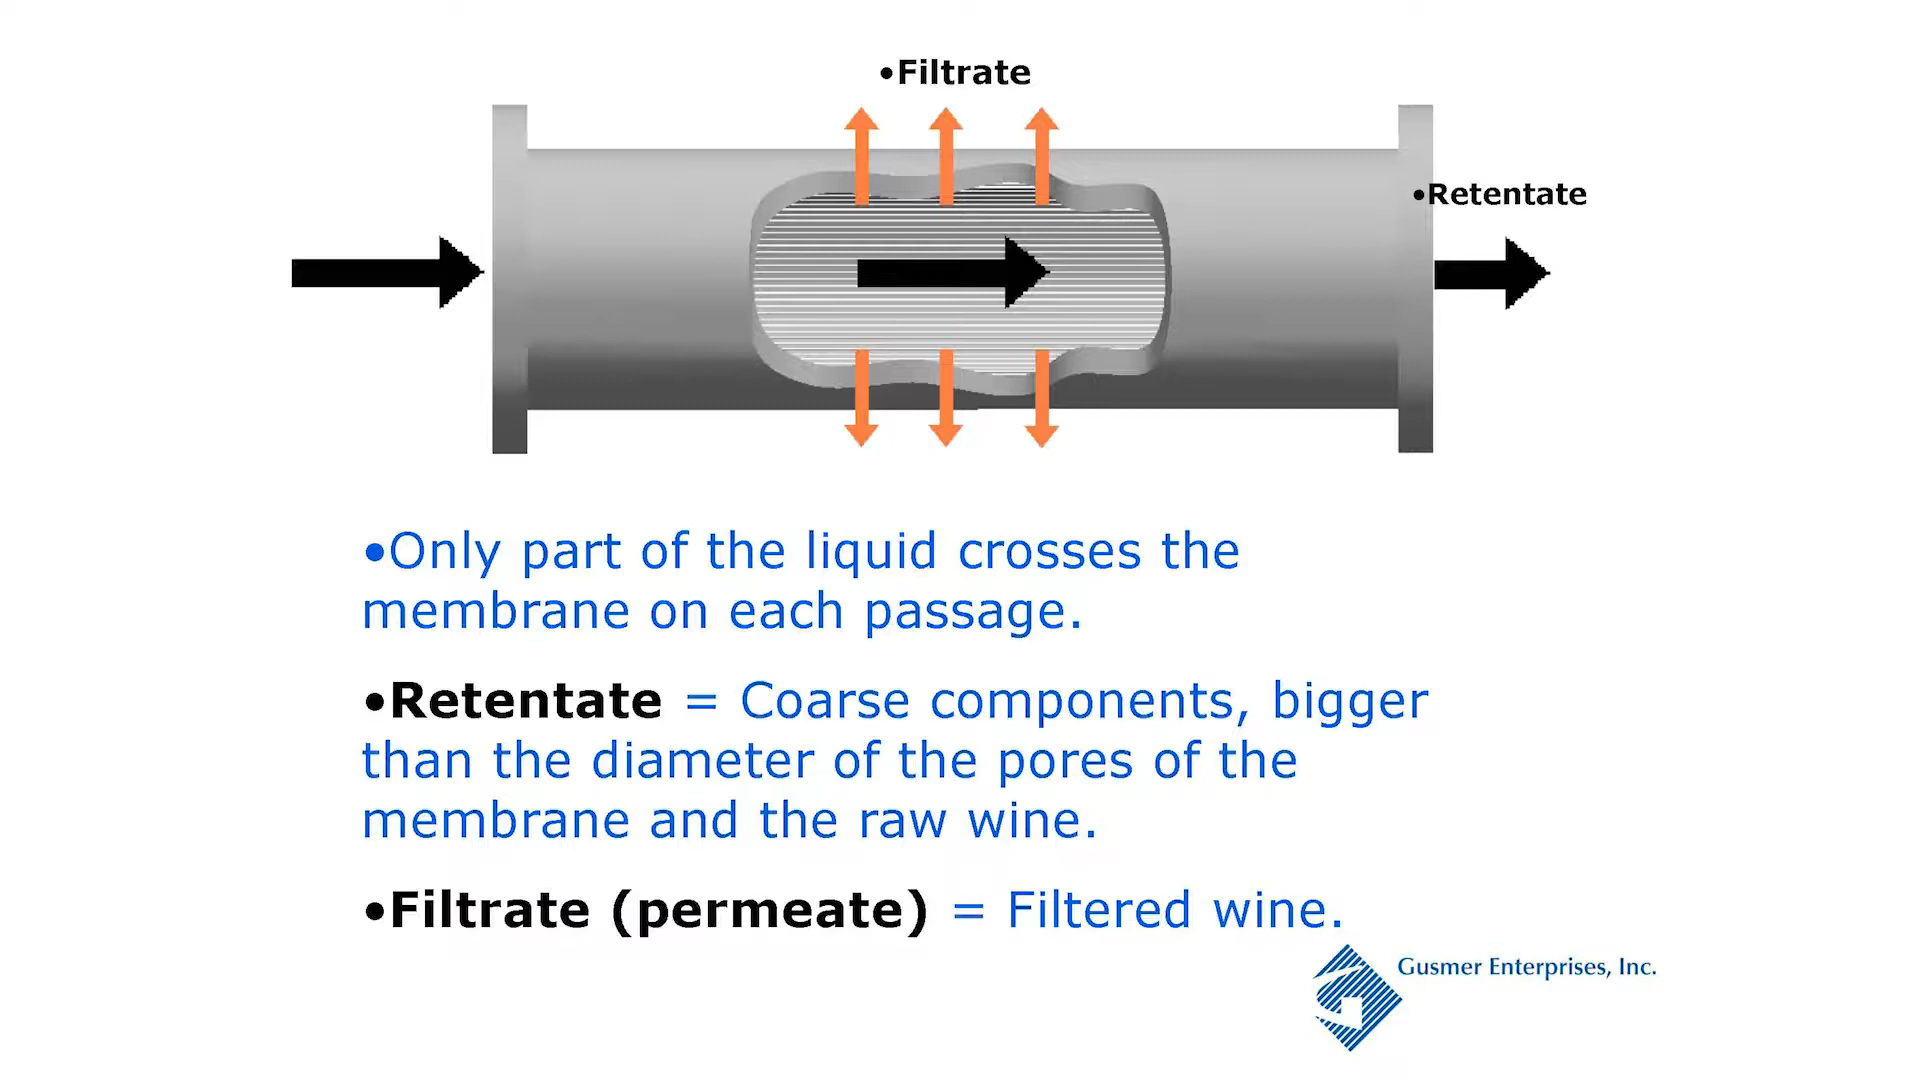 •Filtrate
•Retentate
•Only part of the liquid crosses the
membrane on each passage.
•Retentate = Coarse components, bigger
than the diameter of the pores of the
membrane and the raw wine.
•Filtrate (permeate) = Filtered wine.
Gusmer Enterprises, Inc.